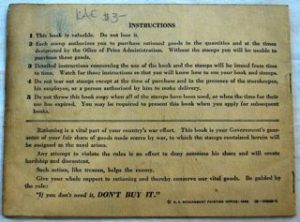 RAE $3-
INSTRUCTIONS
1 This book is valuable. Do not lose it.
2 Each stamp authorizes you to purchase rationed goods in the quantities and at the times
designated by the Office of Price Administration. Without the stamps you will be unable to
purchase those goods.
3 Detailed instructions concerning the use of the book and the stamps will be issued from time
to time. Watch for those instructions so that you will know how to use your book and stamps.
4 Do not tear out stamps except at the time of purchase and in the presence of the storekeeper,
his employee, or a person authorized by him to make delivery.
5 Do not throw this book away when all of the stamps have been used, or when the time for their
use has expired. You may be required to present this book when you apply for subsequent
books.
Rationing is a vital part of your country's war effort. This book is your Government's guar-
antee of your fair share of goods made scarce by war, to which the stamps contained herein will
be assigned as the need arises.
Any attempt to violate the rules is an effort to deny someone his share and will create
hardship and discontent.
Such action, like treason, helps the enemy.
Give your whole support to rationing and thereby conserve our vital goods. Be guided by
the rule:
"If you don't need it, DON'T BUY IT."
U. S. GOVERNMENT PRINTING OFFICE